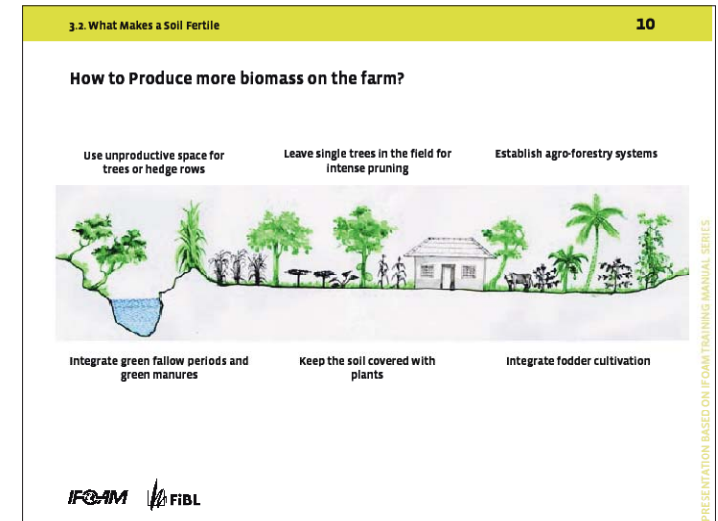 3.2. What Makes a Soil Fertile
10
How to Produce more biomass on the farm?
Use unproductive space for
trees or hedge rows
Leave single trees in the field for
intense pruning
Establish agro-forestry systems
Integrate green fallow periods and
green manures
Keep the soil covered with
plants
Integrate fodder cultivation
PRESENTATION BASED ON IFOAM TRAINING MANUAL SERIES
IFOAM
FiBL